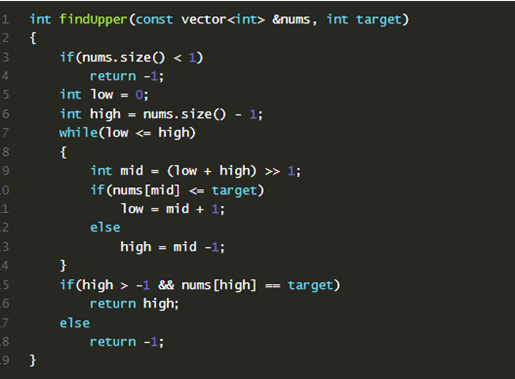 1 int findUpper(const vector<int> &nums, int target)
2 {
3 if(nums.size() < 1)
4 return -1;
5 int low = 0;
6 int high = nums.size() - 1;
7 while(low <= high)
8 {
9 int mid = (low + high) >> 1;
.0 if(nums[mid] <= target)
.1 low = mid + 1;
.2 else
.3 high = mid -1;
.4 }
.5 if(high > -1 && nums[high] == target)
.6 return high;
.7 else
.8 return -1;
.9 }